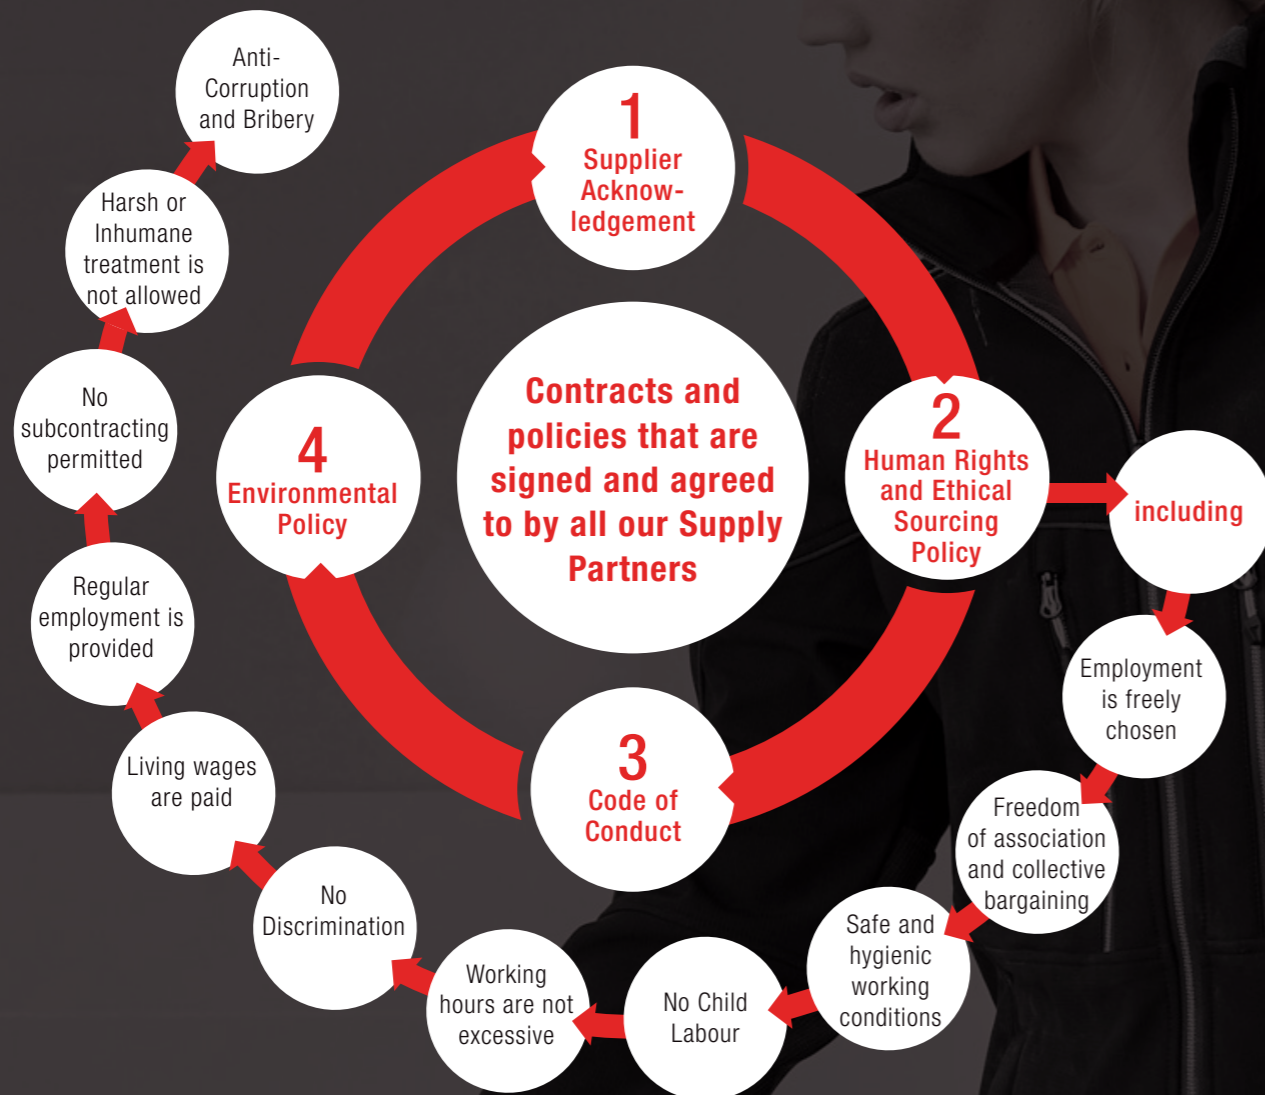 1
Supplier
Acknow-
ledgement
2
Human Rights
and Ethical
Sourcing
Policy
3
Code of
Conduct
4
Environmental
Policy
Contracts and
policies that are
signed and agreed
to by all our Supply
Partners
including
Employment
is freely
chosen
Freedom
of association
and collective
bargaining
Safe and
hygienic
working
conditions
No Child
Labour
Working
hours are not
excessive
No
Discrimination
Living wages
are paid
Regular
employment is
provided
No
subcontracting
permitted
Harsh or
Inhumane
treatment is
not allowed
Anti-
Corruption
and Bribery